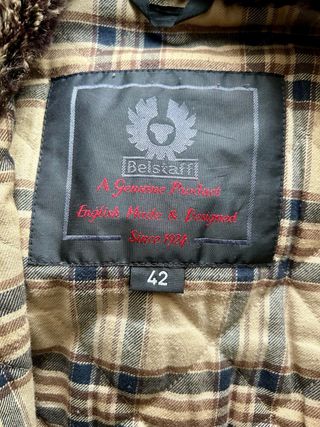 Belstaff
A Genuine Product
English Made & Designed
Since 1924
42